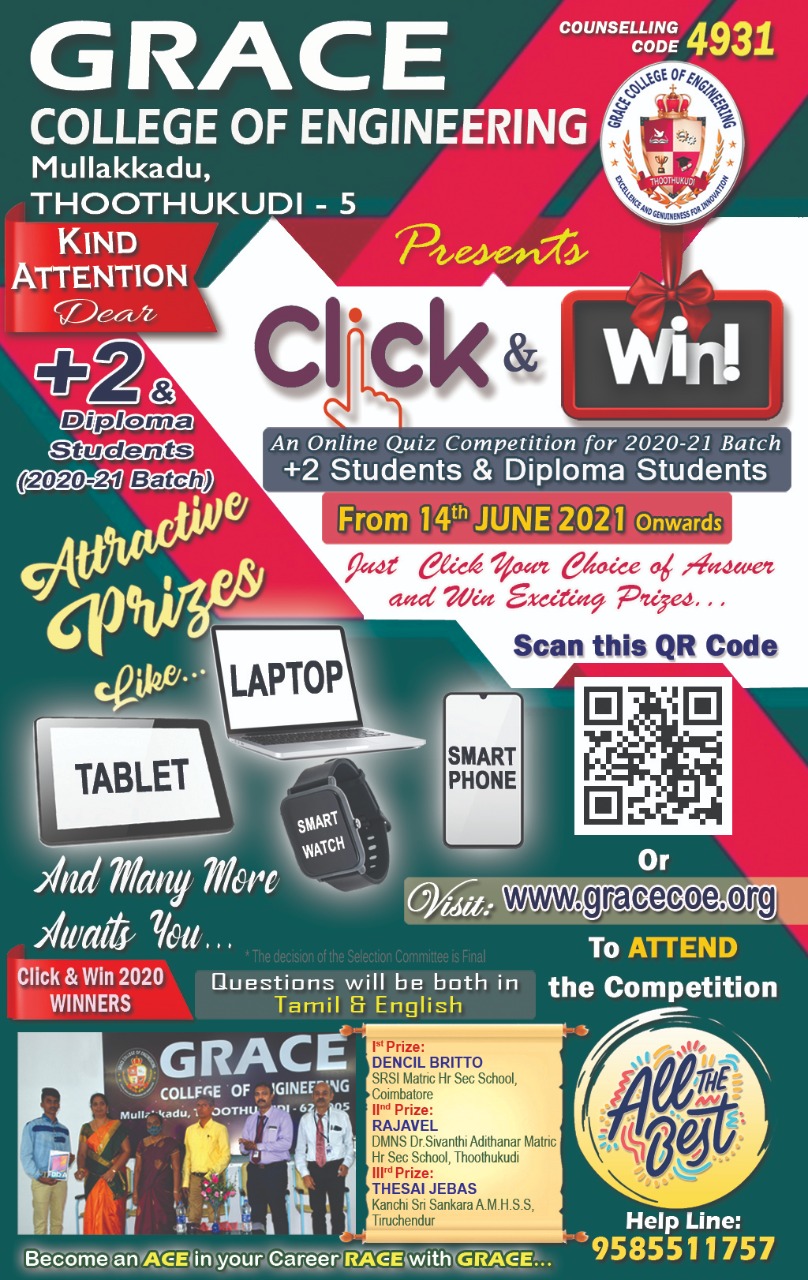 GRACE
COLLEGE OF ENGINEERING
Mullakkadu,
THOOTHUKUDI - 5
COUNSELLING
CODE 4931
GRACE COLLEGE OF ENGINEERING
THOOTHUKUDI
EXCELLENCE AND GENUINENESS FOR INNOVATION
KIND
ATTENTION
Dear
+2 &
Diploma
Students
(2020-21 Batch)
Presents
Click & Win!
An Online Quiz Competition for 2020-21 Batch
+2 Students & Diploma Students
From 14th JUNE 2021 Onwards
Just Click Your Choice of Answer
and Win Exciting Prizes...
Attractive
Prizes
Like...
LAPTOP
TABLET
SMART
WATCH
SMART
PHONE
And Many More
Awaits You...
Scan this QR Code
Or
Visit: www.gracecoe.org
To ATTEND
the Competition
* The decision of the Selection Committee is Final
Questions will be both in
Tamil & English
Click & Win 2020
WINNERS
GRACE
COLLEGE OF ENGINEERING
Mullakkadu, THOOTHUKUDI - 
Ist Prize:
DENCIL BRITTO
SRSI Matric Hr Sec School,
Coimbatore
IInd Prize:
RAJAVEL
DMNS Dr.Sivanthi Adithanar Matric
Hr Sec School, Thoothukudi
IIIrd Prize:
THESAI JEBAS
Kanchi Sri Sankara A.M.H.S.S,
Tiruchendur
All THE
Best
Help Line:
9585511757
Become an ACE in your Career RACE with GRACE...